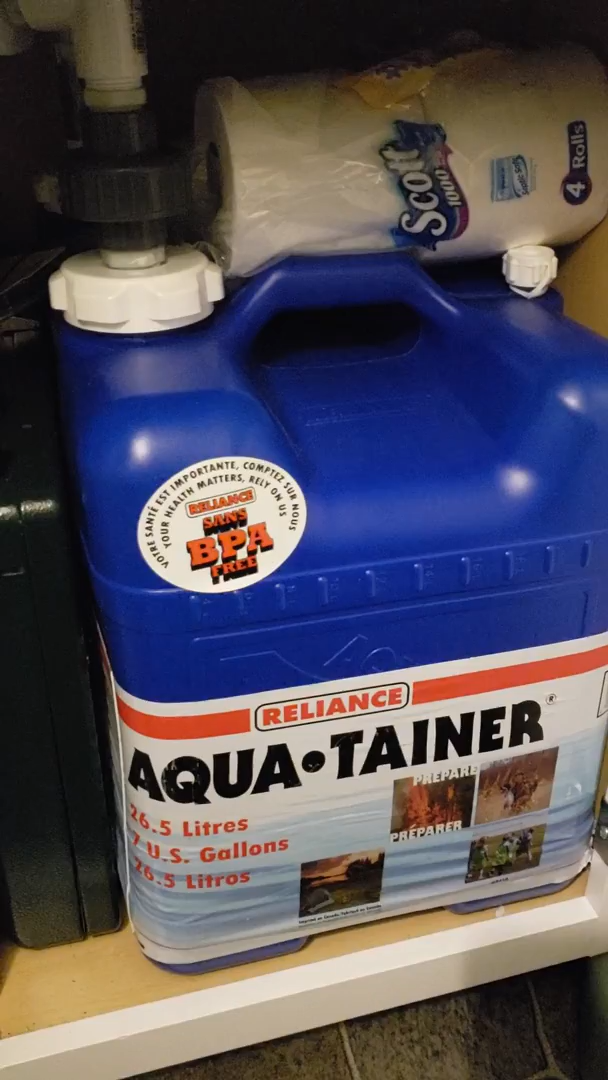 Scott
1000
4 Rolls
VOTRE SANTÉ EST IMPORTANTE, COMPTEZ SUR NOUS
YOUR HEALTH MATTERS, RELY ON US
RELIANCE
SANS
BPA
FREE
RELIANCE
AQUA•TAINER®
26.5 Litres
7 U.S. Gallons
26.5 Litros
PREPARE
PRÉPARER